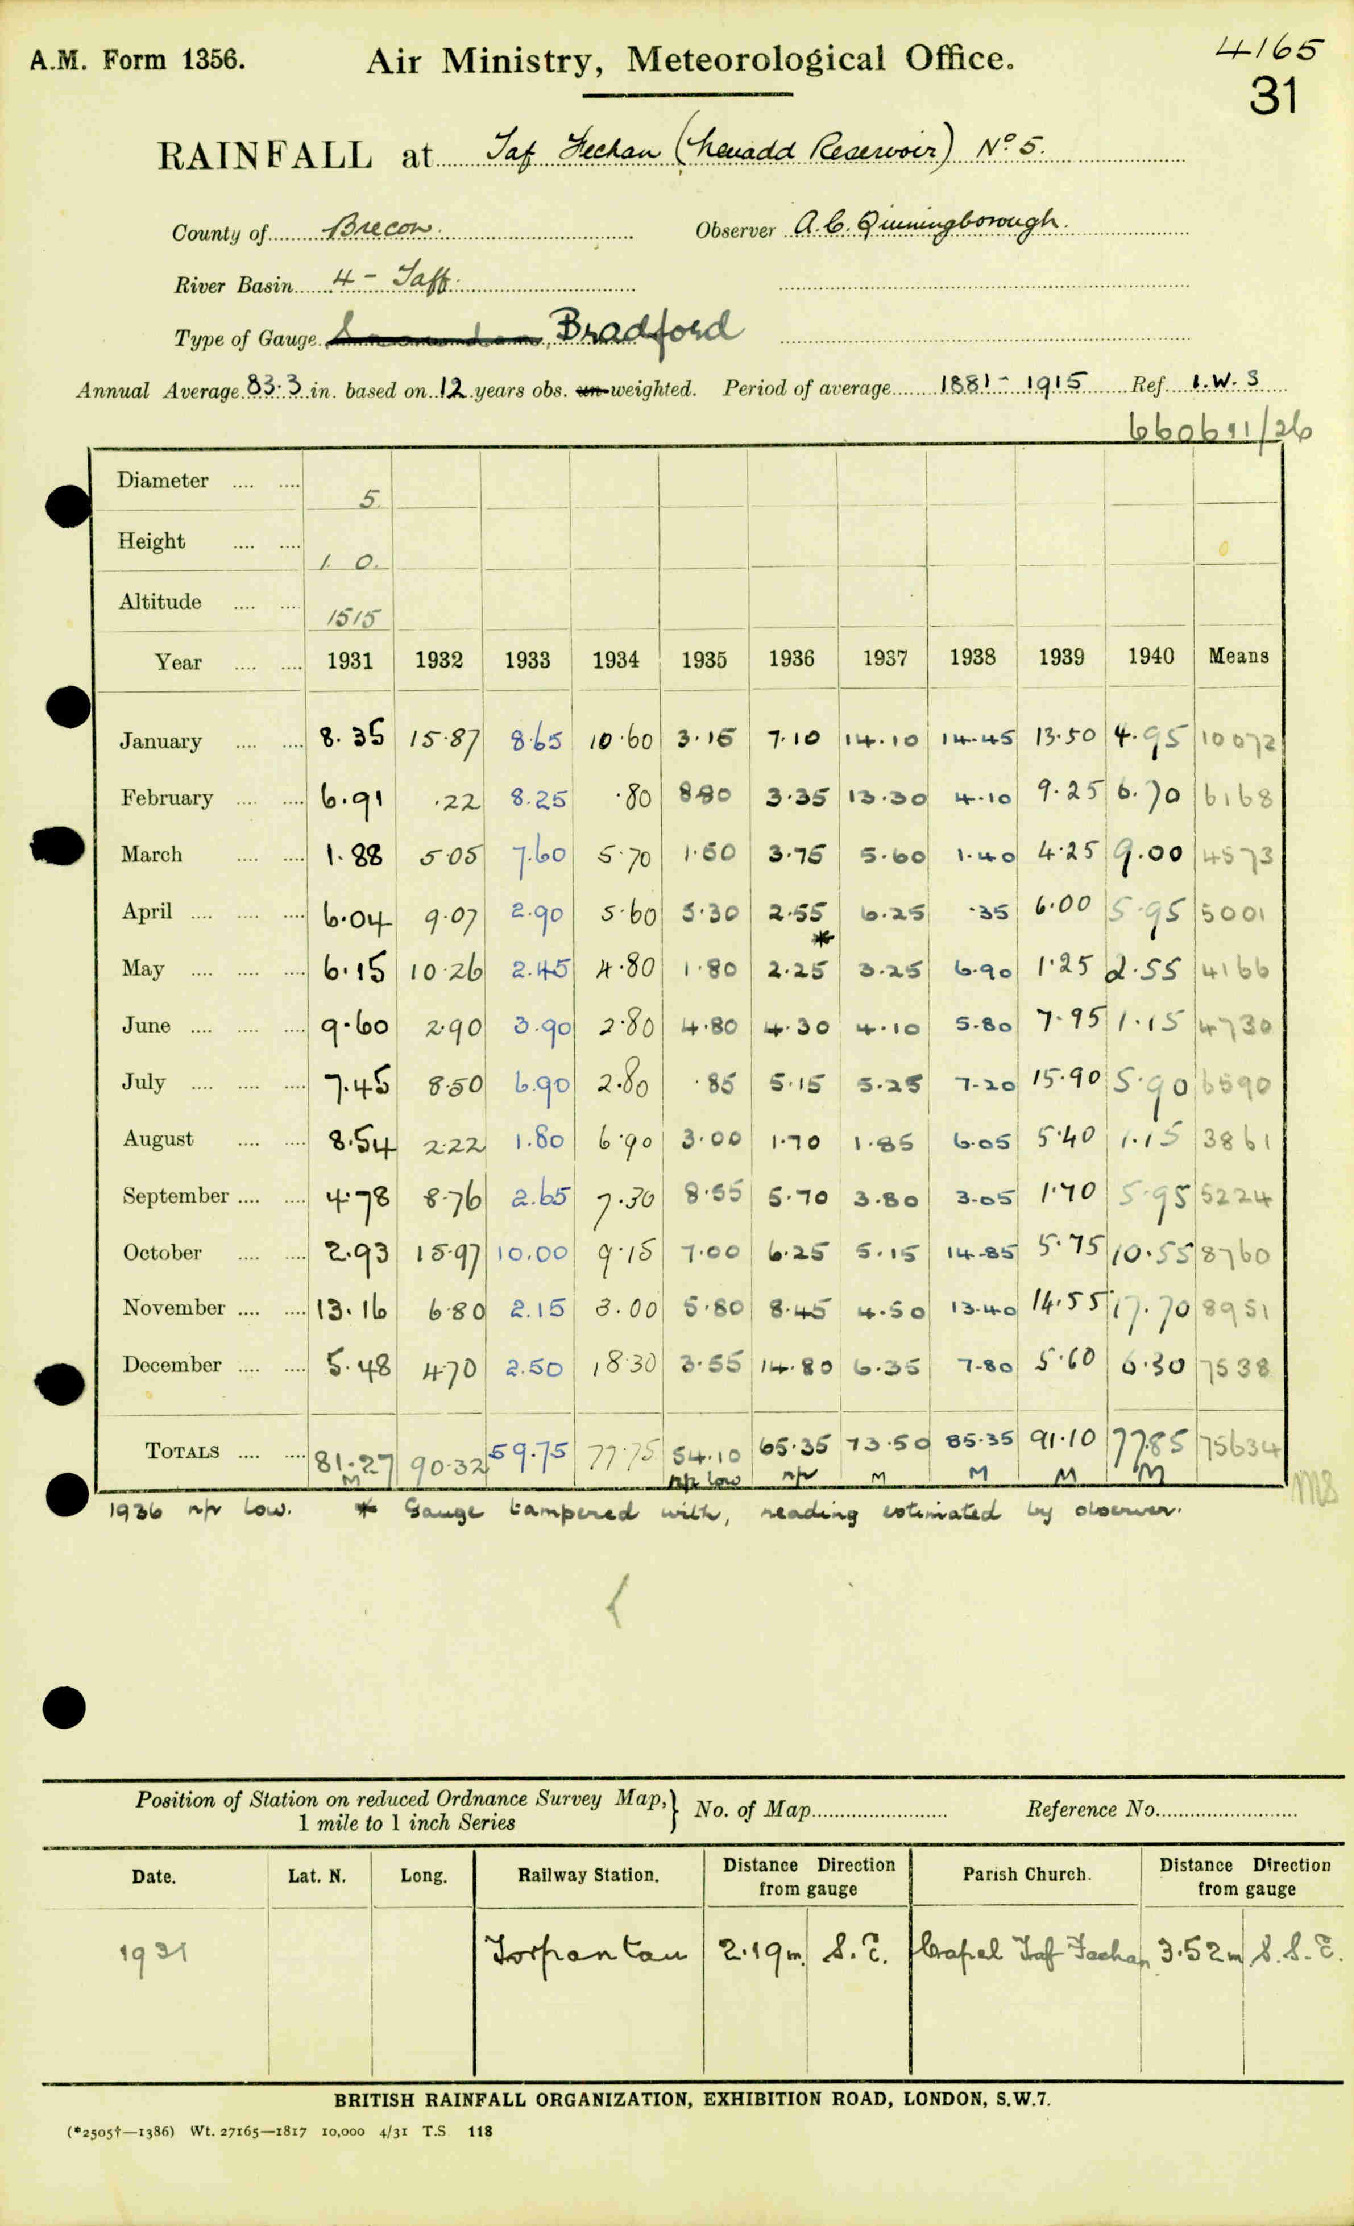 A.M. Form 1356.
Air Ministry, Meteorological Office.
4165
31
RAINFALL at Taf Fechan (Neuadd Reservoir) No 5.
County of Brecon. Observer A.C. Quinningborough.
River Basin 4 - Taff.
Type of Gauge Bradford
Annual Average 83.3 in. based on 12 years obs. un-weighted. Period of average 1881 - 1915 Ref. I.W. 3
660611/26
Diameter .... .... 5.
Height .... .... 1. 0.
Altitude .... .... 1515
Year .... .... 1931 1932 1933 1934 1935 1936 1937 1938 1939 1940 Means
January .... .... 8.35 15.87 8.65 10.60 3.15 7.10 14.10 14.45 13.50 4.95 10072
February .... .... 6.91 .22 8.25 .80 8.80 3.35 13.30 4.10 9.25 6.70 6168
March .... .... 1.88 5.05 7.60 5.70 1.50 3.75 5.60 1.40 4.25 9.00 4573
April .... .... .... 6.04 9.07 2.90 5.60 5.30 2.55 6.25 .35 6.00 5.95 5001
*
May .... .... .... 6.15 10.26 2.45 4.80 1.80 2.25 3.25 6.90 1.25 2.55 4166
June .... .... .... 9.60 2.90 3.90 2.80 4.80 4.30 4.10 5.80 7.95 1.15 4730
July .... .... .... 7.45 8.50 6.90 2.80 .85 5.15 5.25 7.20 15.90 5.90 6590
August .... .... 8.54 2.22 1.80 6.90 3.00 1.70 1.85 6.05 5.40 1.15 3861
September .... .... 4.78 8.76 2.65 7.30 8.55 5.70 3.80 3.05 1.70 5.95 5224
October .... .... 2.93 15.97 10.00 9.15 7.00 6.25 5.15 14.85 5.75 10.55 8760
November .... .... 13.16 6.80 2.15 3.00 5.80 8.45 4.50 13.40 14.55 17.70 8951
December .... .... 5.48 4.70 2.50 18.30 3.55 14.80 6.35 7.80 5.60 6.30 7538
TOTALS .... .... 81.27 90.32 59.75 77.75 54.10 65.35 73.50 85.35 91.10 77.85 75634
M n/r low n/r M M M M M8
1936 n/r low. * Gauge tampered with, reading estimated by observer.
Position of Station on reduced Ordnance Survey Map, 1 mile to 1 inch Series } No. of Map Reference No.
Date. Lat. N. Long. Railway Station. Distance Direction from gauge Parish Church. Distance Direction from gauge
1931 Torpantau 2.19m. S.E. Capel Taf Fechan 3.52m S.S.E.
BRITISH RAINFALL ORGANIZATION, EXHIBITION ROAD, LONDON, S.W.7.
(*2505†—1386) Wt. 27165—1817 10,000 4/31 T.S 118